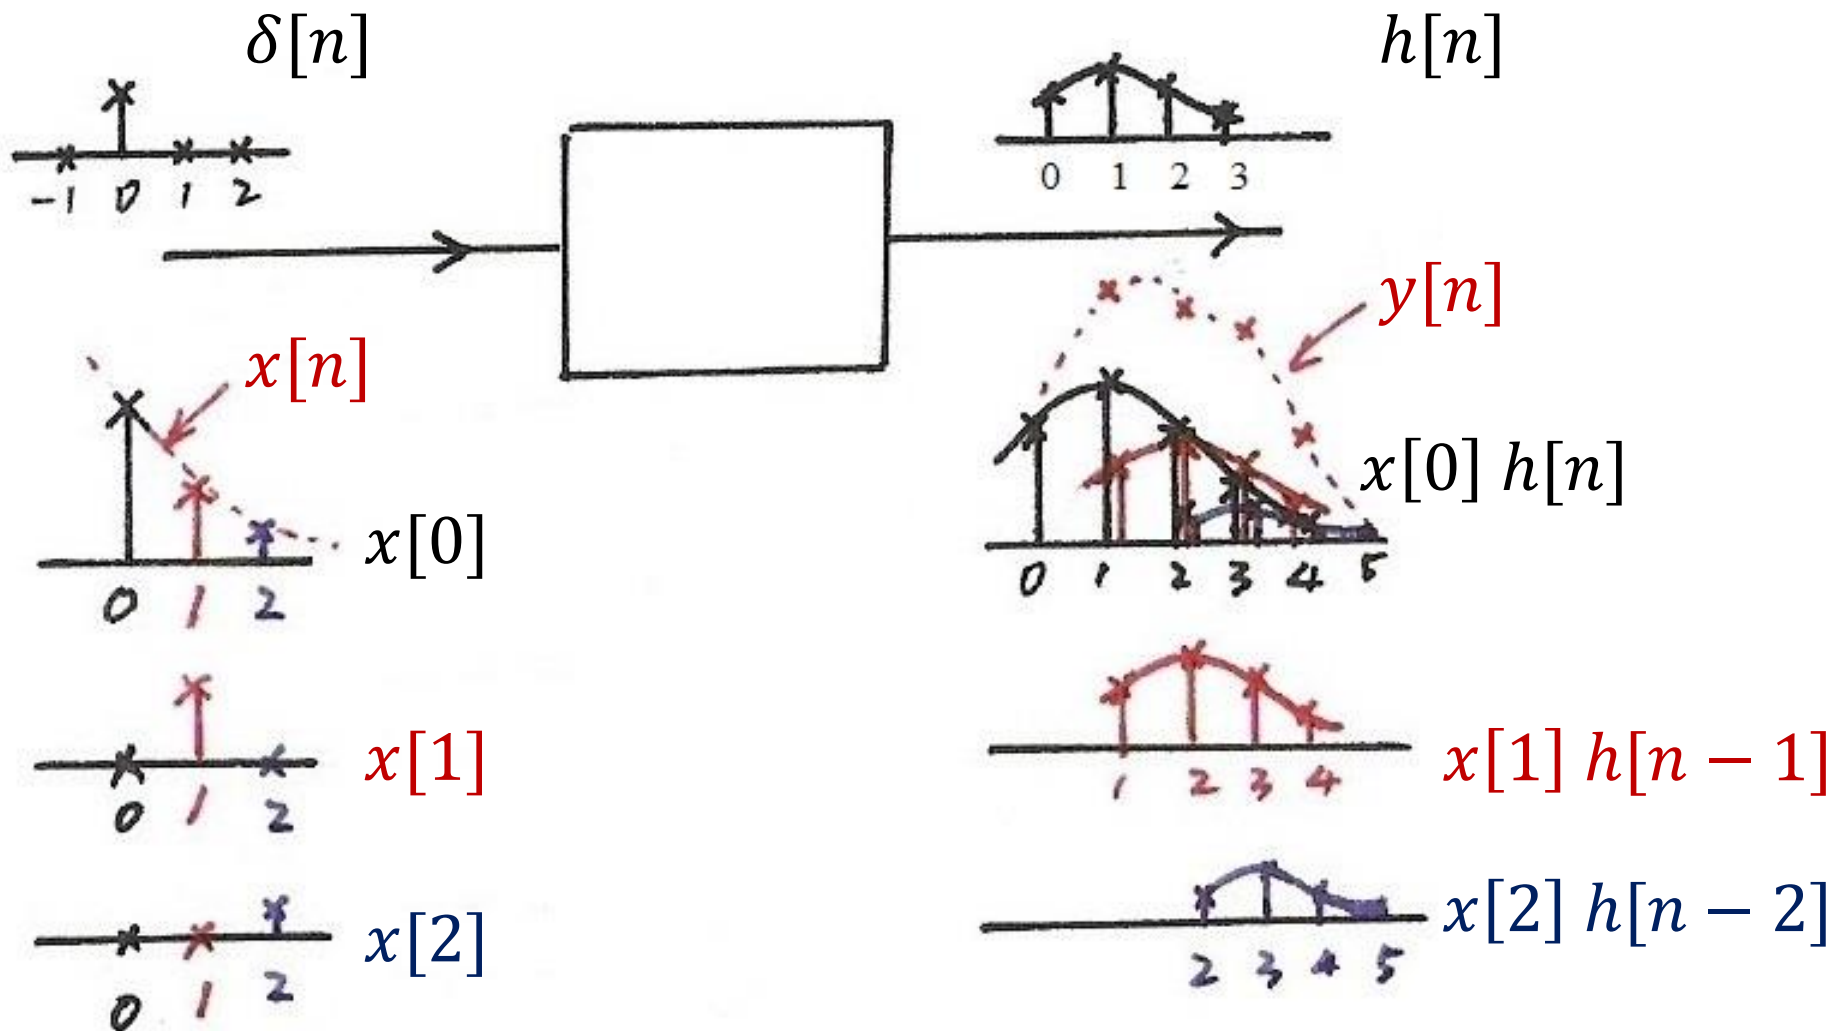 δ[n]
h[n]
-1 0 1 2
0 1 2 3
y[n]
x[n]
x[0] h[n]
x[0]
0 1 2
0 1 2 3 4 5
x[1]
x[1] h[n − 1]
0 1 2
1 2 3 4
x[2]
x[2] h[n − 2]
0 1 2
2 3 4 5